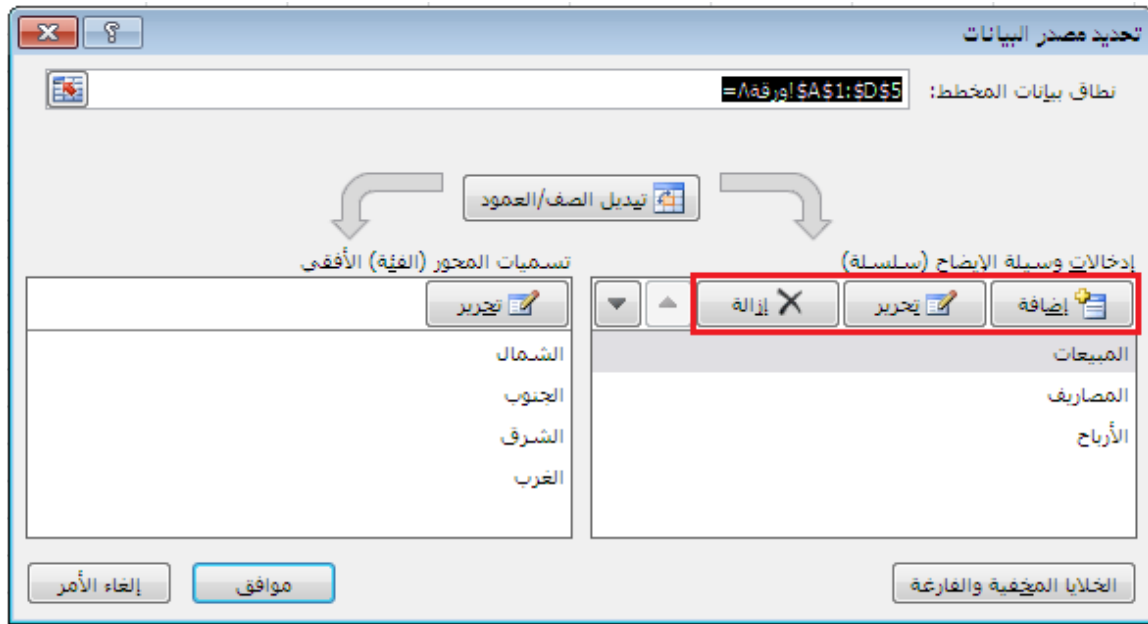 تحديد مصدر البيانات
نطاق بيانات المخطط: =ورقة٨!$A$1:$D$5
تبديل الصف/العمود
إدخالات وسيلة الإيضاح (سلسلة)
إضافة
تحرير
إزالة
المبيعات
المصاريف
الأرباح
تسميات المحور (الفئة) الأفقي
تحرير
الشمال
الجنوب
الشرق
الغرب
الخلايا المخفية والفارغة
موافق
إلغاء الأمر